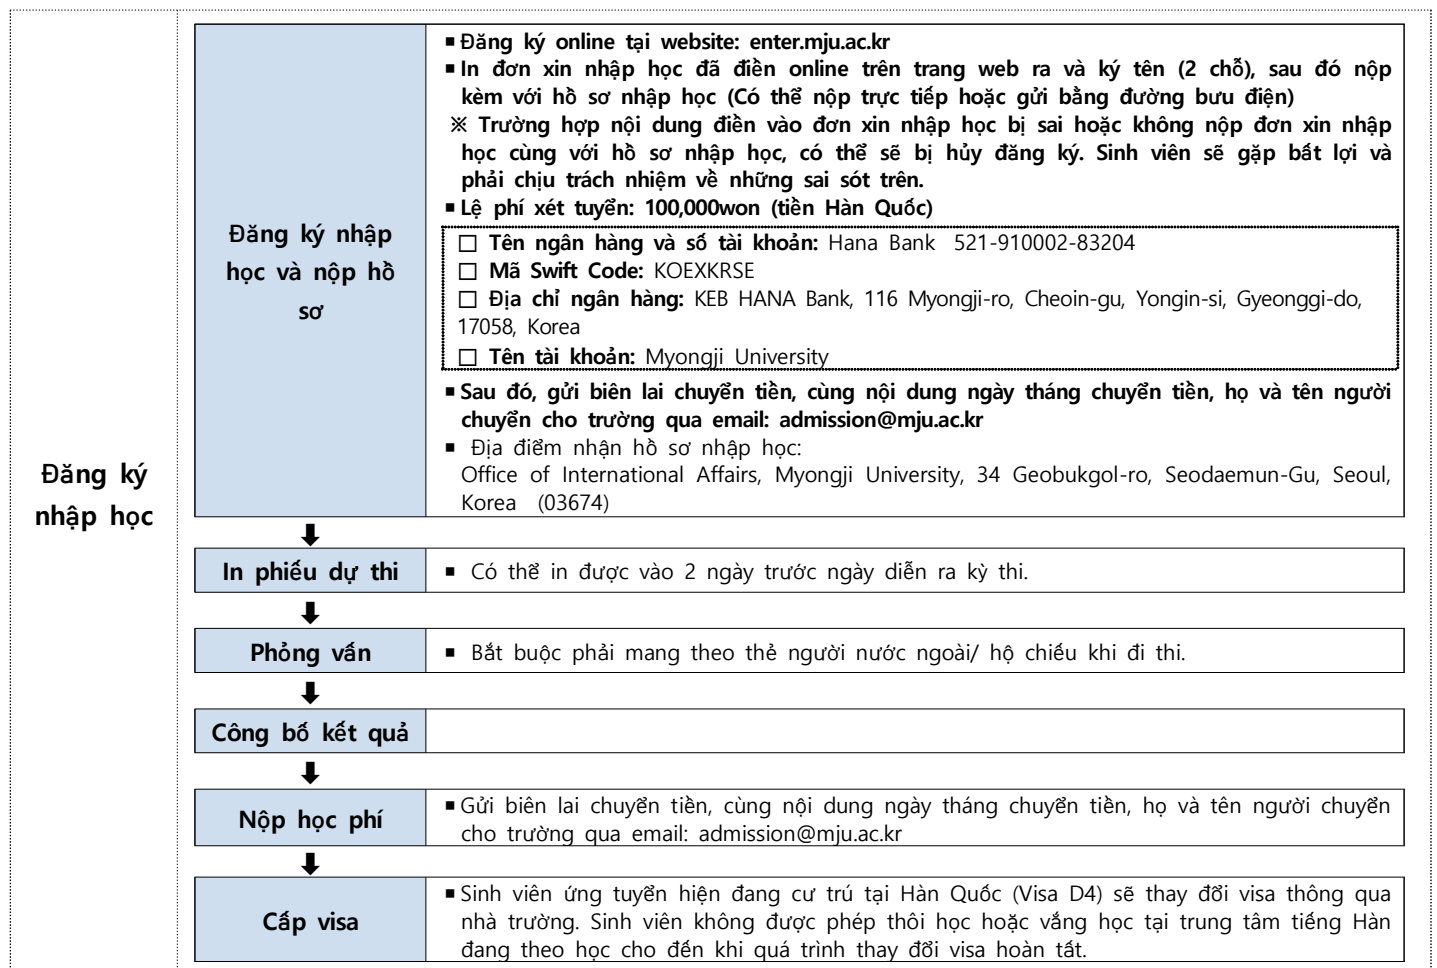 Đăng ký
nhập học
Đăng ký nhập
học và nộp hồ
sơ
▪ Đăng ký online tại website: enter.mju.ac.kr
▪ In đơn xin nhập học đã điền online trên trang web ra và ký tên (2 chỗ), sau đó nộp
kèm với hồ sơ nhập học (Có thể nộp trực tiếp hoặc gửi bằng đường bưu điện)
※ Trường hợp nội dung điền vào đơn xin nhập học bị sai hoặc không nộp đơn xin nhập
học cùng với hồ sơ nhập học, có thể sẽ bị hủy đăng ký. Sinh viên sẽ gặp bất lợi và
phải chịu trách nhiệm về những sai sót trên.
▪ Lệ phí xét tuyển: 100,000won (tiền Hàn Quốc)
□ Tên ngân hàng và số tài khoản: Hana Bank 521-910002-83204
□ Mã Swift Code: KOEXKRSE
□ Địa chỉ ngân hàng: KEB HANA Bank, 116 Myongji-ro, Cheoin-gu, Yongin-si, Gyeonggi-do,
17058, Korea
□ Tên tài khoản: Myongji University
▪ Sau đó, gửi biên lai chuyển tiền, cùng nội dung ngày tháng chuyển tiền, họ và tên người
chuyển cho trường qua email: admission@mju.ac.kr
▪ Địa điểm nhận hồ sơ nhập học:
Office of International Affairs, Myongji University, 34 Geobukgol-ro, Seodaemun-Gu, Seoul,
Korea (03674)
In phiếu dự thi
▪ Có thể in được vào 2 ngày trước ngày diễn ra kỳ thi.
Phỏng vấn
▪ Bắt buộc phải mang theo thẻ người nước ngoài/ hộ chiếu khi đi thi.
Công bố kết quả
Nộp học phí
▪ Gửi biên lai chuyển tiền, cùng nội dung ngày tháng chuyển tiền, họ và tên người chuyển
cho trường qua email: admission@mju.ac.kr
Cấp visa
▪ Sinh viên ứng tuyển hiện đang cư trú tại Hàn Quốc (Visa D4) sẽ thay đổi visa thông qua
nhà trường. Sinh viên không được phép thôi học hoặc vắng học tại trung tâm tiếng Hàn
đang theo học cho đến khi quá trình thay đổi visa hoàn tất.